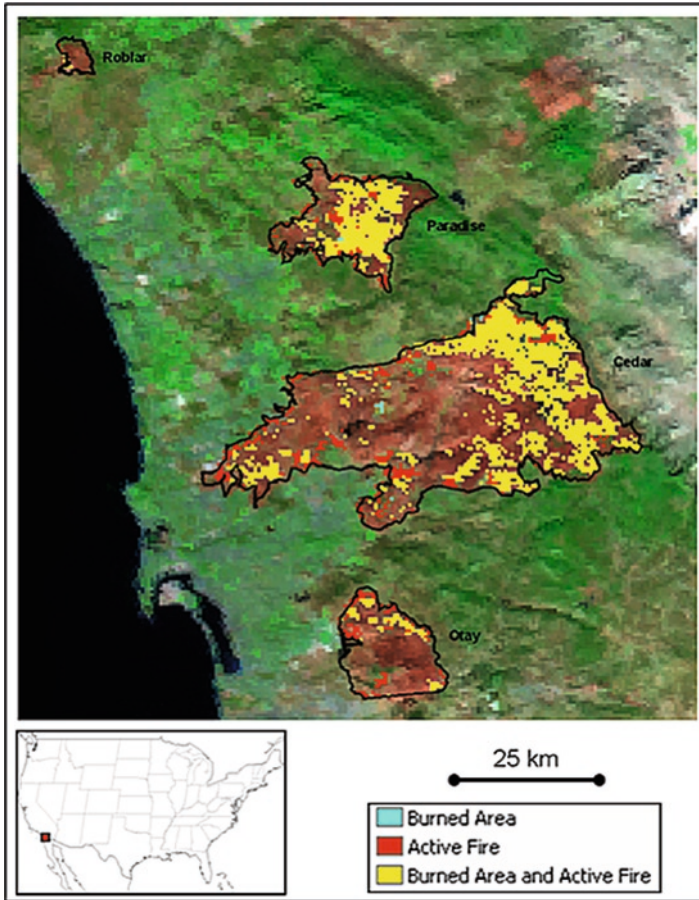 Roblar
Paradise
Cedar
Otay
25 km
Burned Area
Active Fire
Burned Area and Active Fire